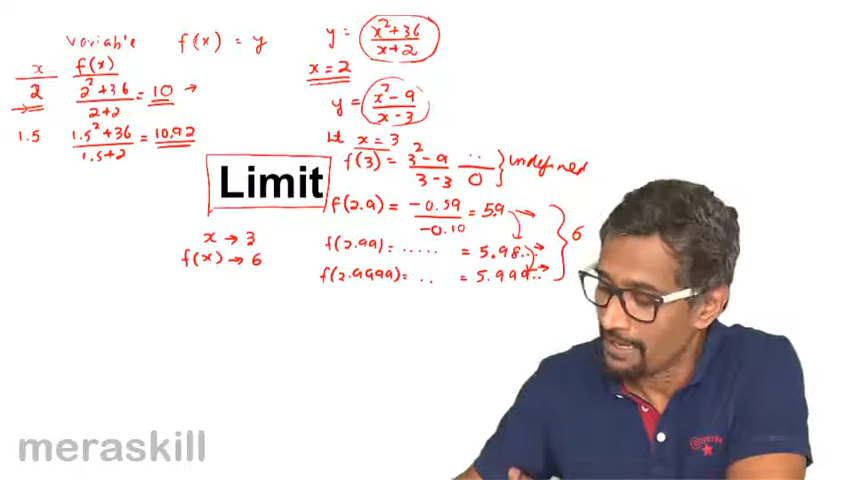 variable f(x) = y
x f(x)
2 2²+36/2+2 = 10 →
1.5 1.5²+36/1.5+2 = 10.92
y = x²+36/x+2
x = 2
y = x²-9/x-3
Let x = 3
f(3) = 3²-9/3-3 ../0 } undefined
f(2.9) = -0.59/-0.10 = 5.9
f(2.99) = ..... = 5.98..
f(2.9999) = .. = 5.999..
} 6
Limit
x → 3
f(x) → 6
converse
meraskill